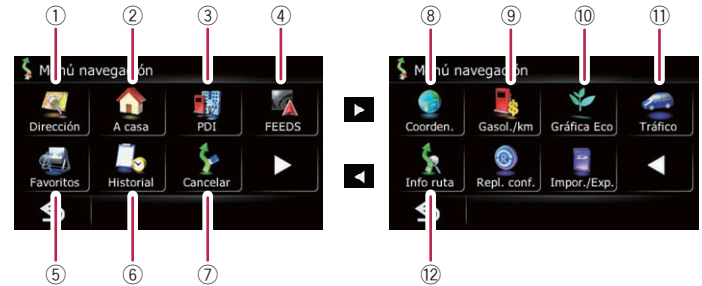 ① ② ③ ④
Menú navegación
Dirección A casa PDI FEEDS
Favoritos Historial Cancelar
⑤ ⑥ ⑦
⑧ ⑨ ⑩ ⑪
Menú navegación
Coorden. Gasol./km Gráfica Eco Tráfico
Info ruta Repl. conf. Impor./Exp.
⑫